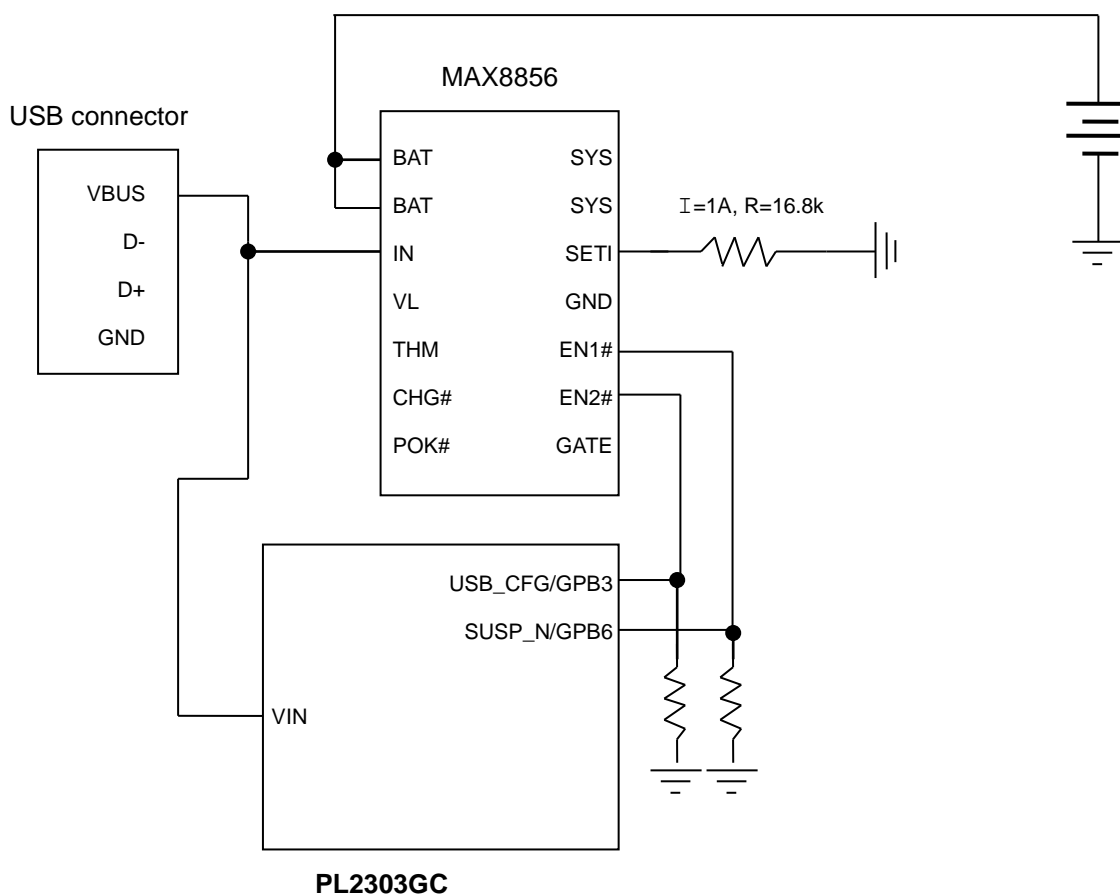 MAX8856
USB connector
VBUS
D-
D+
GND
BAT
BAT
IN
VL
THM
CHG#
POK#
SYS
SYS
SETI
GND
EN1#
EN2#
GATE
I=1A, R=16.8k
USB_CFG/GPB3
SUSP_N/GPB6
VIN
PL2303GC